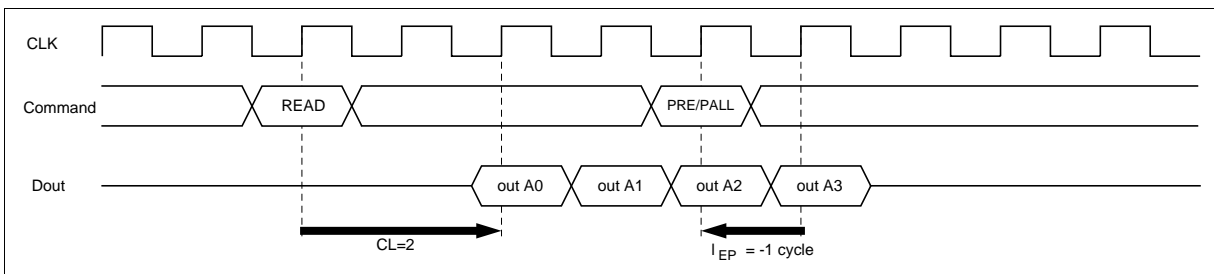 CLK
Command
READ
PRE/PALL
Dout
out A0
out A1
out A2
out A3
CL=2
l EP = -1 cycle